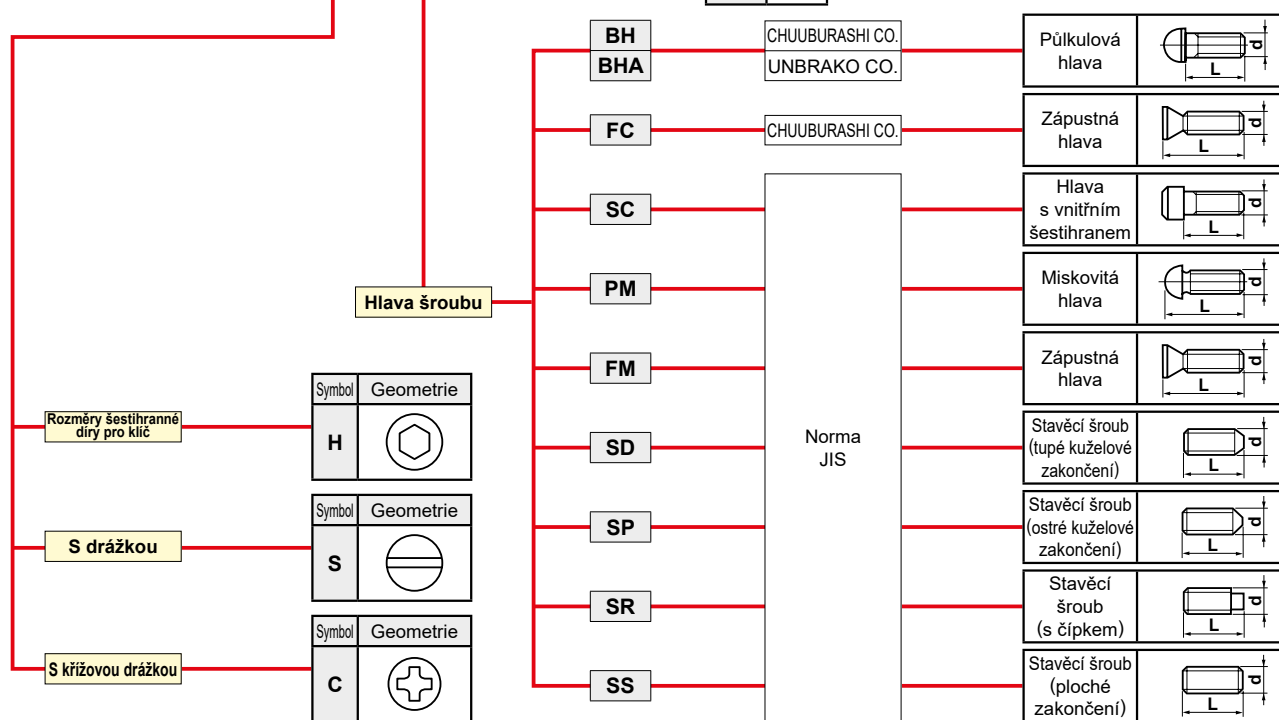 BH
BHA
CHUUBURASHI CO.
UNBRAKO CO.
Půlkulová
hlava
d
L
FC
CHUUBURASHI CO.
Zápustná
hlava
d
L
SC
Hlava
s vnitřním
šestihranem
d
L
PM
Miskovitá
hlava
d
L
Hlava šroubu
FM
Zápustná
hlava
d
L
SD
Norma
JIS
Stavěcí šroub
(tupé kuželové
zakončení)
d
L
SP
Stavěcí šroub
(ostré kuželové
zakončení)
d
L
SR
Stavěcí
šroub
(s čípkem)
d
L
SS
Stavěcí šroub
(ploché
zakončení)
d
L
Rozměry šestihranné
díry pro klíč
Symbol Geometrie
H
S drážkou
Symbol Geometrie
S
S křížovou drážkou
Symbol Geometrie
C